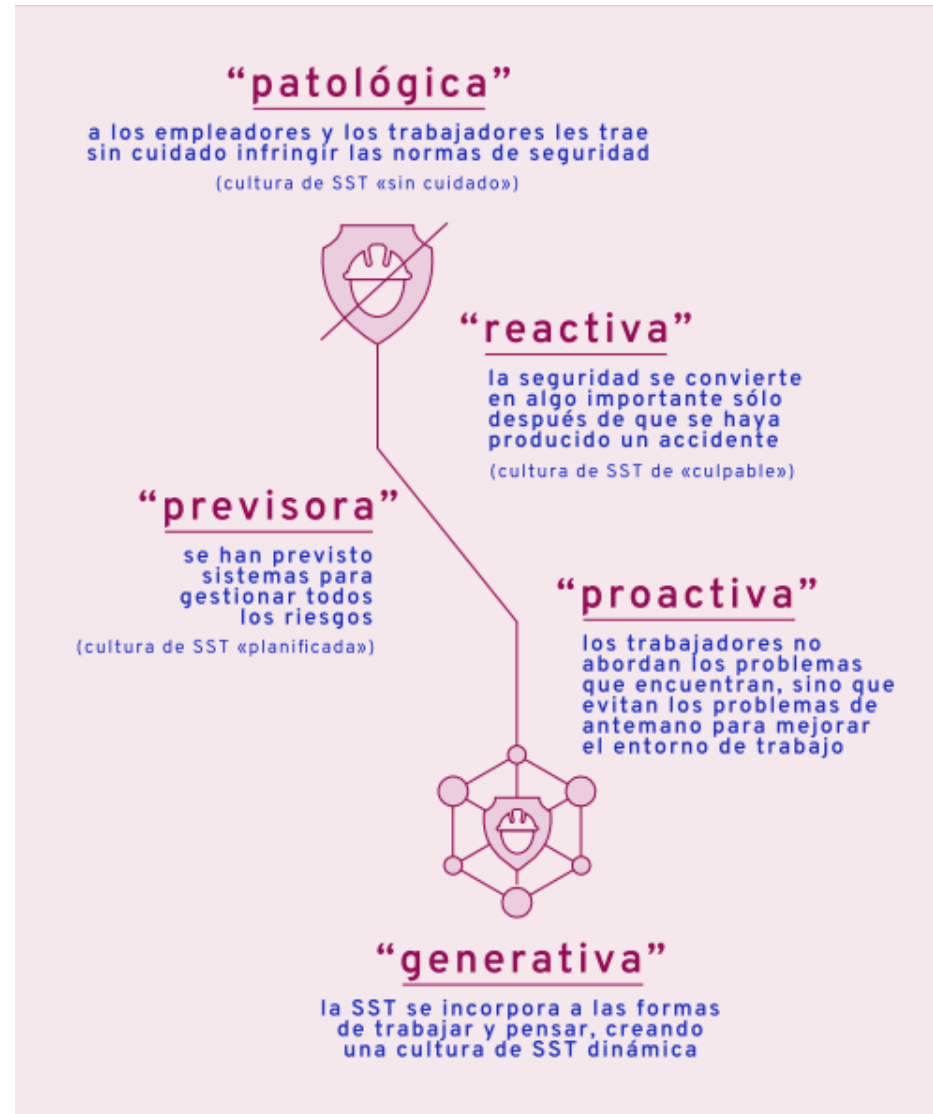 “patológica”
a los empleadores y los trabajadores les trae
sin cuidado infringir las normas de seguridad
(cultura de SST «sin cuidado»)
“reactiva”
la seguridad se convierte
en algo importante sólo
después de que se haya
producido un accidente
(cultura de SST de «culpable»)
“previsora”
se han previsto
sistemas para
gestionar todos
los riesgos
(cultura de SST «planificada»)
“proactiva”
los trabajadores no
abordan los problemas
que encuentran, sino que
evitan los problemas de
antemano para mejorar
el entorno de trabajo
“generativa”
la SST se incorpora a las formas
de trabajar y pensar, creando
una cultura de SST dinámica